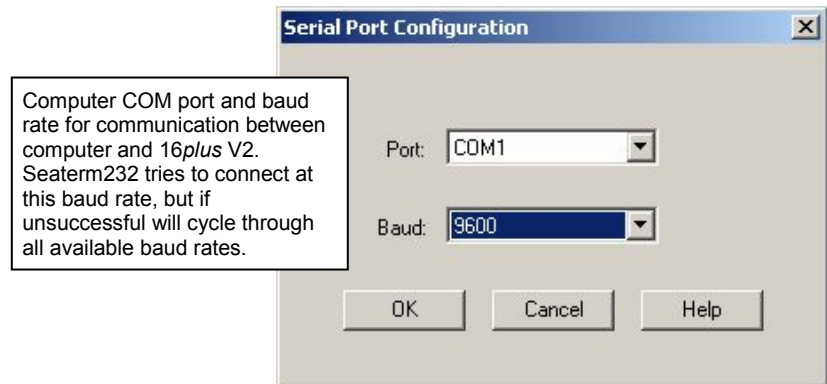 Serial Port Configuration
Computer COM port and baud
rate for communication between
computer and 16plus V2.
Seaterm232 tries to connect at
this baud rate, but if
unsuccessful will cycle through
all available baud rates.
Port: COM1
Baud: 9600
OK Cancel Help